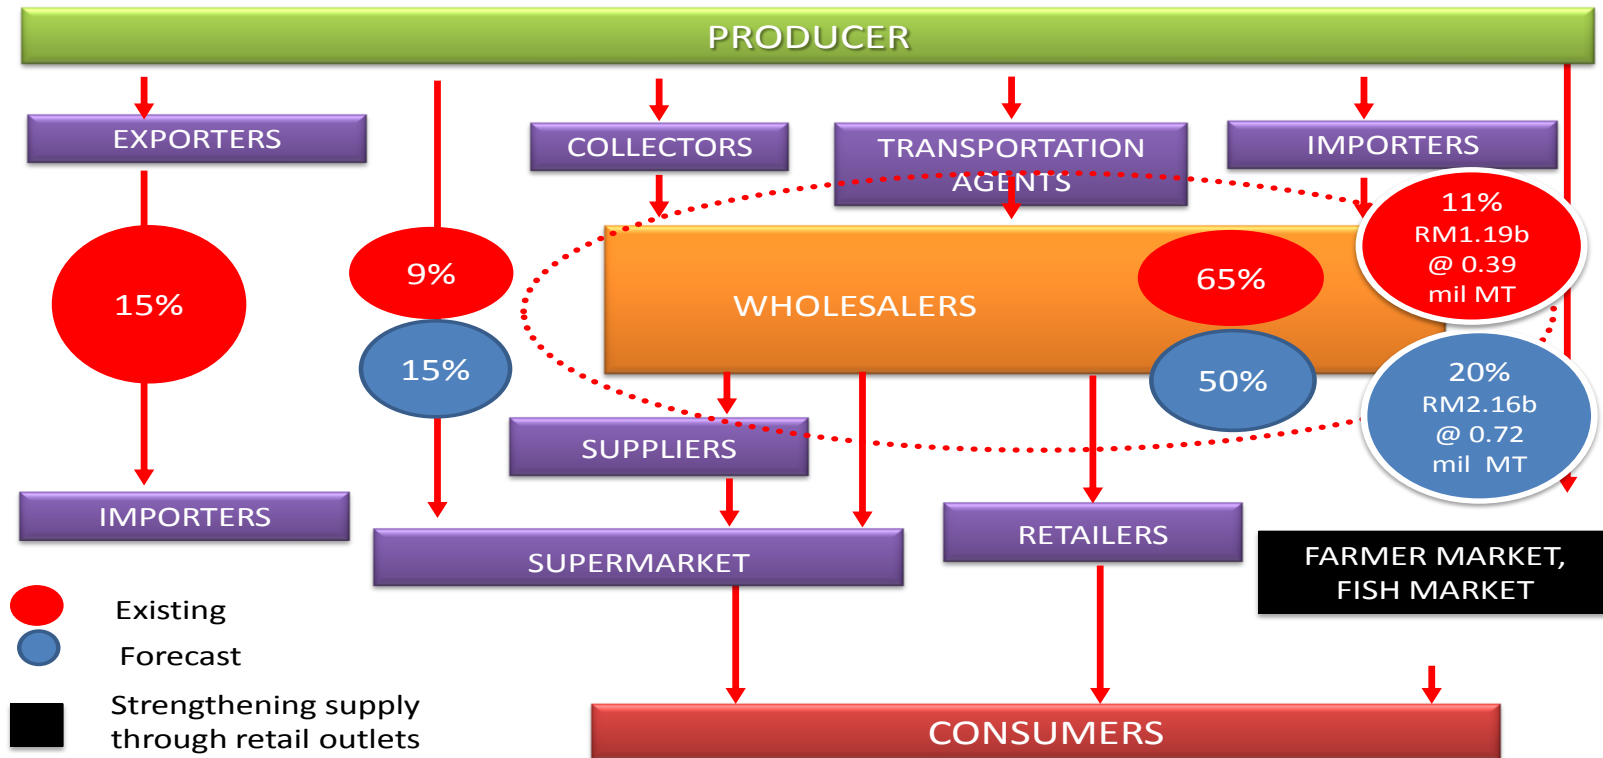 PRODUCER
EXPORTERS
COLLECTORS
TRANSPORTATION
AGENTS
IMPORTERS
15%
9%
15%
WHOLESALERS
65%
50%
11%
RM1.19b
@ 0.39
mil MT
20%
RM2.16b
@ 0.72
mil MT
SUPPLIERS
IMPORTERS
SUPERMARKET
RETAILERS
FARMER MARKET,
FISH MARKET
Existing
Forecast
Strengthening supply
through retail outlets
CONSUMERS